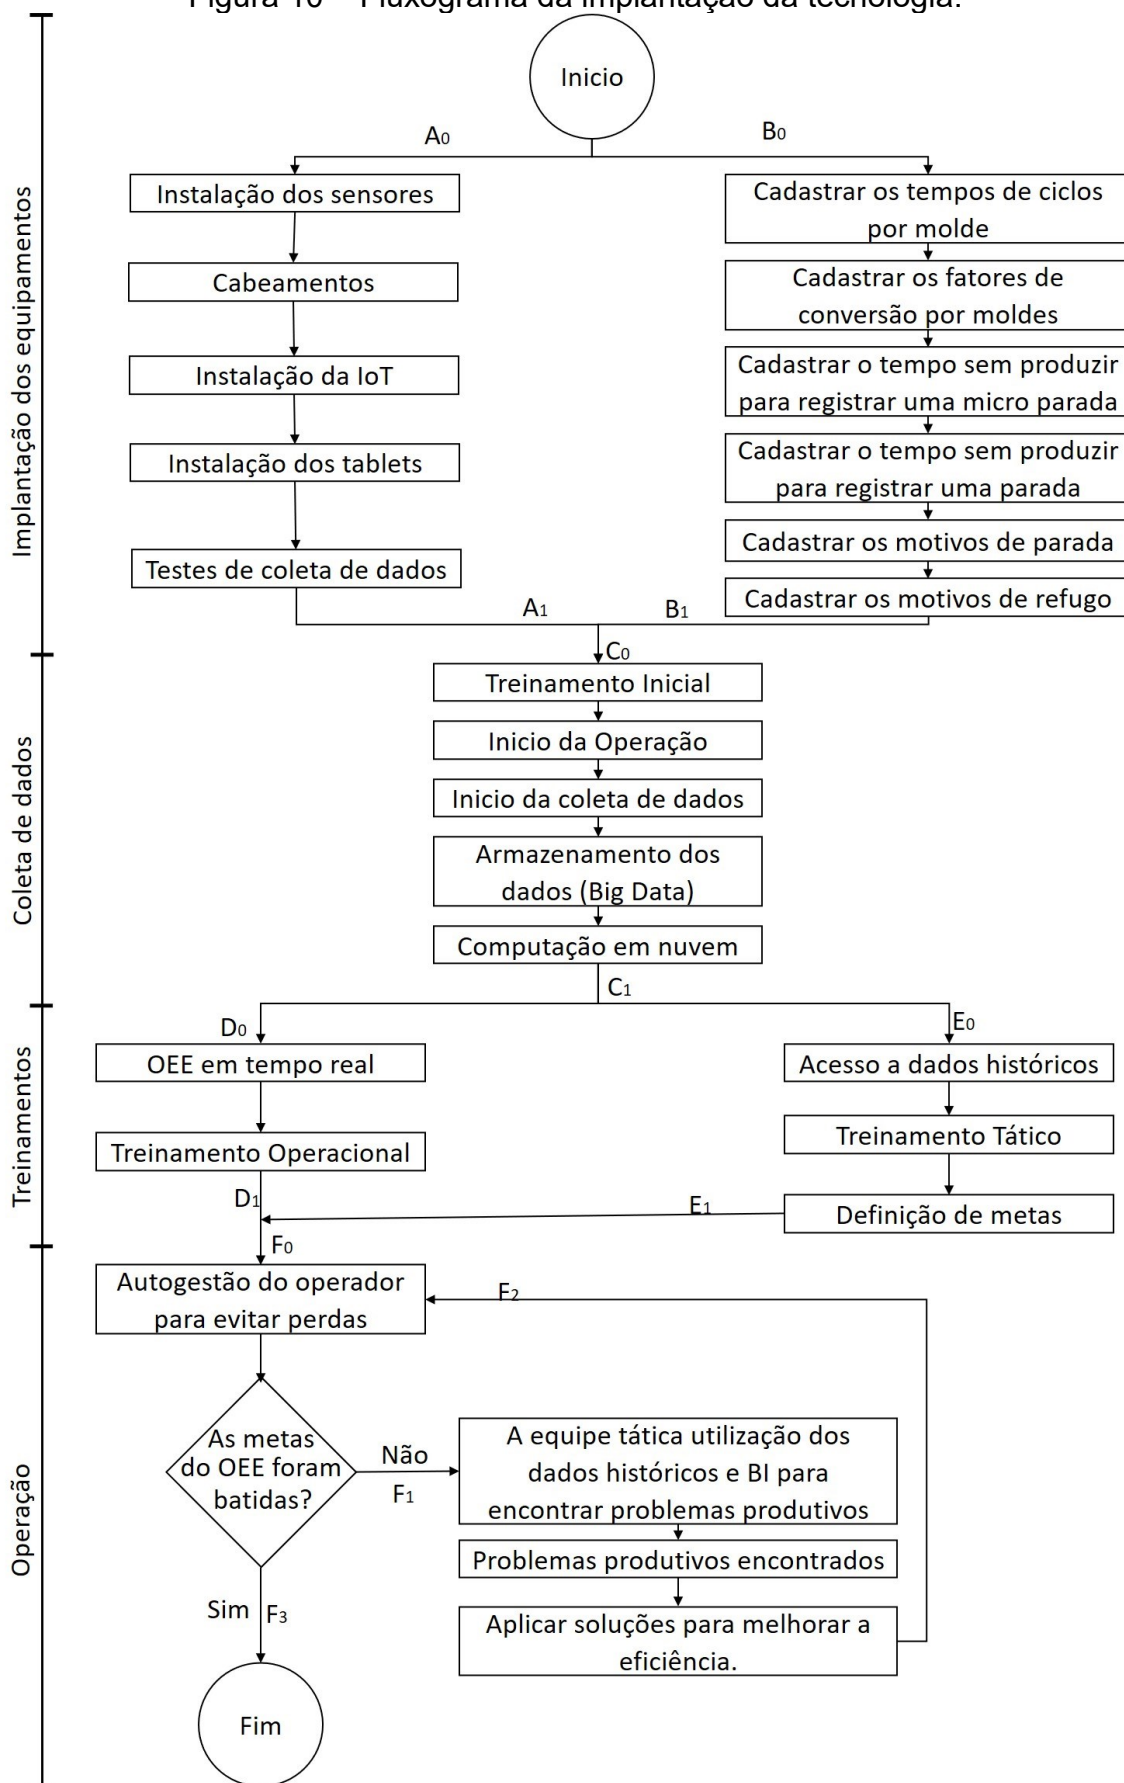 Figura 10 – Fluxograma da implantação da tecnologia.
Inicio
A0
B0
Implantação dos equipamentos
Instalação dos sensores
Cabeamentos
Instalação da IoT
Instalação dos tablets
Testes de coleta de dados
Cadastrar os tempos de ciclos
por molde
Cadastrar os fatores de
conversão por moldes
Cadastrar o tempo sem produzir
para registrar uma micro parada
Cadastrar o tempo sem produzir
para registrar uma parada
Cadastrar os motivos de parada
Cadastrar os motivos de refugo
A1
B1
C0
Coleta de dados
Treinamento Inicial
Inicio da Operação
Inicio da coleta de dados
Armazenamento dos
dados (Big Data)
Computação em nuvem
C1
Treinamentos
D0
E0
OEE em tempo real
Treinamento Operacional
Acesso a dados históricos
Treinamento Tático
Definição de metas
D1
E1
F0
Operação
Autogestão do operador
para evitar perdas
F2
As metas
do OEE foram
batidas?
Não
F1
A equipe tática utilização dos
dados históricos e BI para
encontrar problemas produtivos
Problemas produtivos encontrados
Aplicar soluções para melhorar a
eficiência.
Sim
F3
Fim